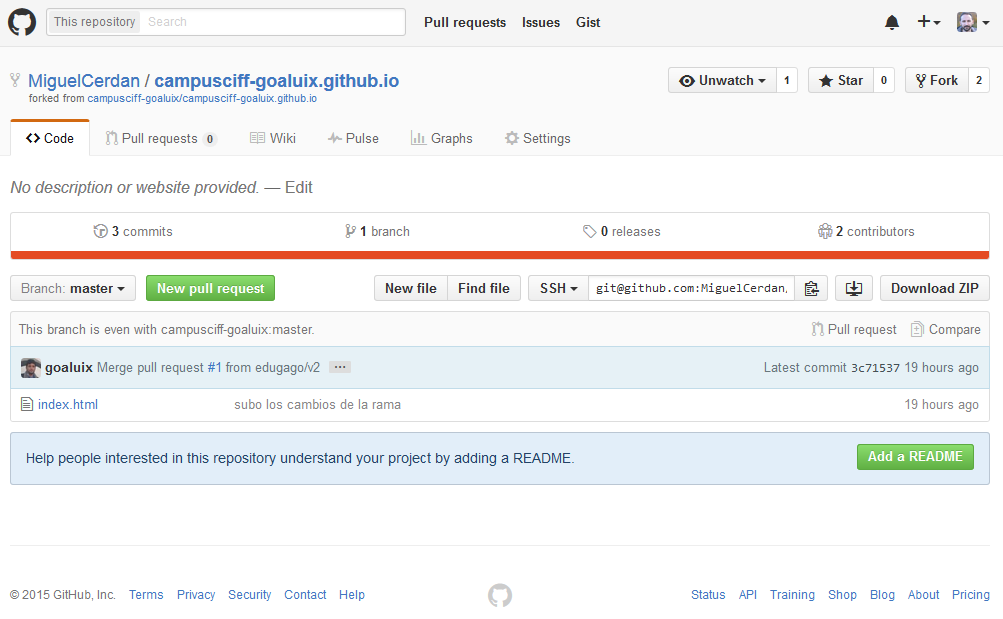 This repository Search Pull requests Issues Gist
MiguelCerdan / campusciff-goaluix.github.io Unwatch 1 Star 0 Fork 2
forked from campusciff-goaluix/campusciff-goaluix.github.io
Code Pull requests 0 Wiki Pulse Graphs Settings
No description or website provided. — Edit
3 commits 1 branch 0 releases 2 contributors
Branch: master New pull request New file Find file SSH git@github.com:MiguelCerdan, Download ZIP
This branch is even with campusciff-goaluix:master. Pull request Compare
goaluix Merge pull request #1 from edugago/v2 ... Latest commit 3c71537 19 hours ago
index.html subo los cambios de la rama 19 hours ago
Help people interested in this repository understand your project by adding a README. Add a README
© 2015 GitHub, Inc. Terms Privacy Security Contact Help Status API Training Shop Blog About Pricing